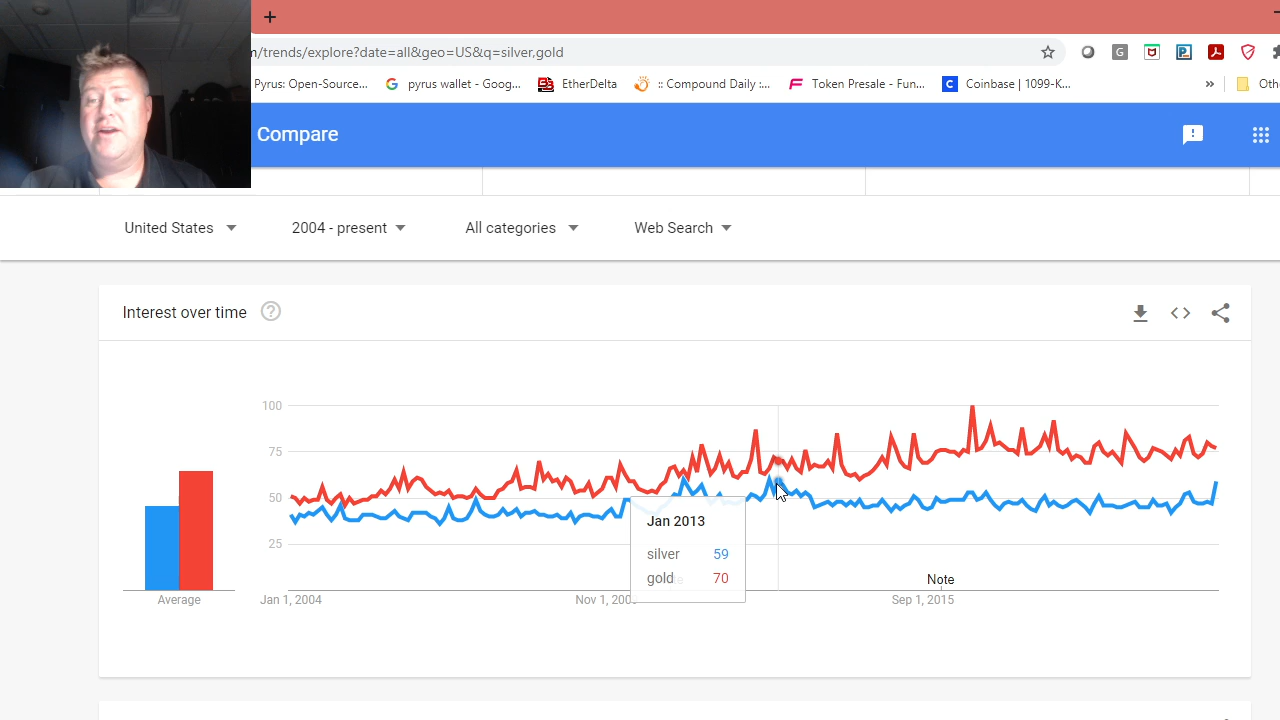 n/trends/explore?date=all&geo=US&q=silver,gold
Pyrus: Open-Source... pyrus wallet - Goog... EtherDelta :: Compound Daily :... Token Presale - Fun... Coinbase | 1099-K... » Oth
Compare
United States 2004 - present All categories Web Search
Interest over time
100
75
50
25
Jan 2013
silver 59
gold 70
Note
Average
Jan 1, 2004 Nov 1, 200 Sep 1, 2015